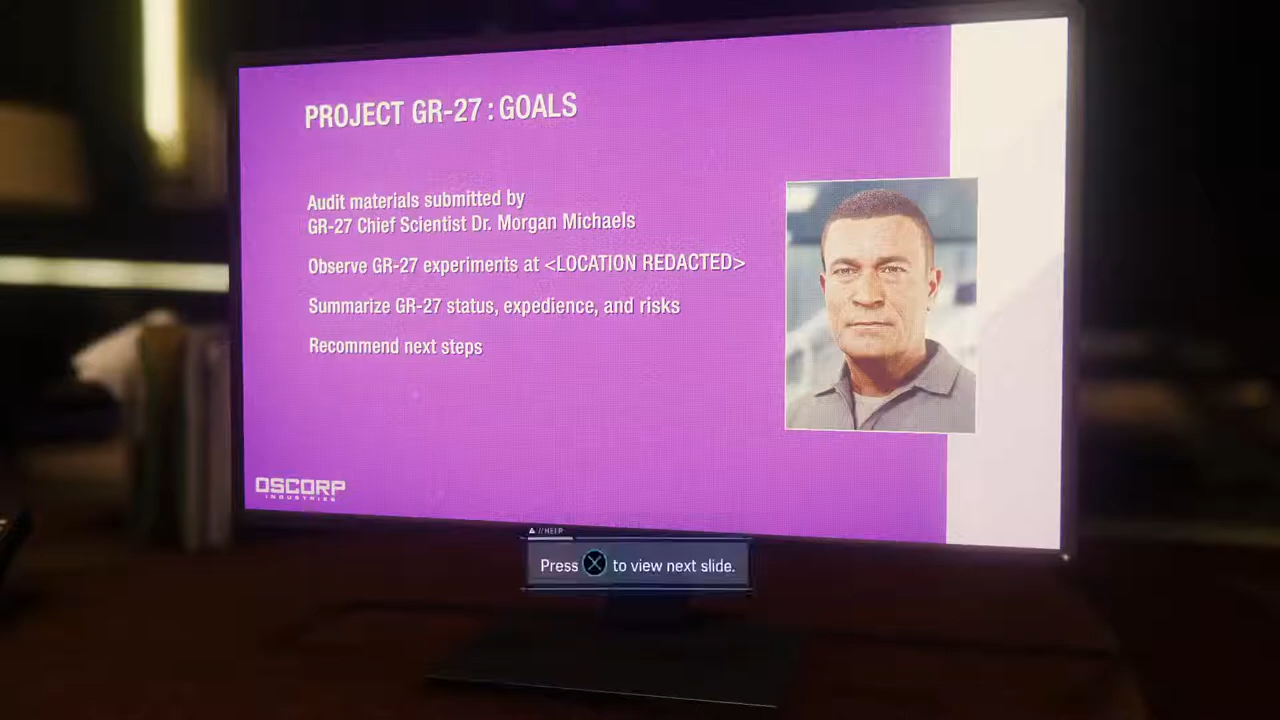 PROJECT GR-27 : GOALS
Audit materials submitted by
GR-27 Chief Scientist Dr. Morgan Michaels
Observe GR-27 experiments at <LOCATION REDACTED>
Summarize GR-27 status, expedience, and risks
Recommend next steps
OSCORP
INDUSTRIES
//HELP
Press to view next slide.